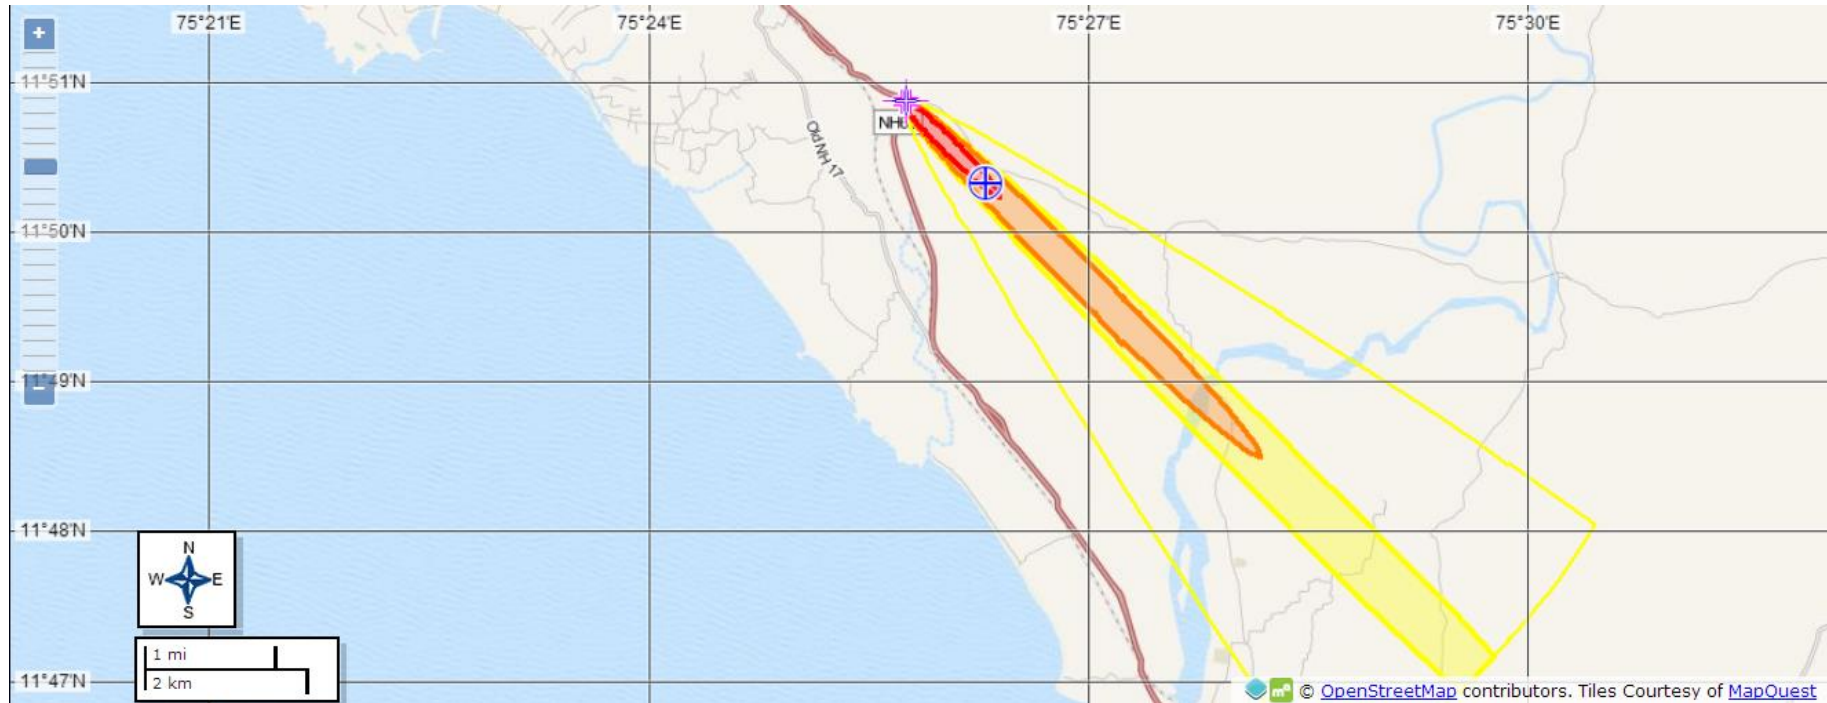 75°21'E 75°24'E 75°27'E 75°30'E
+
11°51'N
Old NH 17
11°50'N
11°49'N
11°48'N
N
W E
S
1 mi
2 km
11°47'N
© OpenStreetMap contributors. Tiles Courtesy of MapQuest